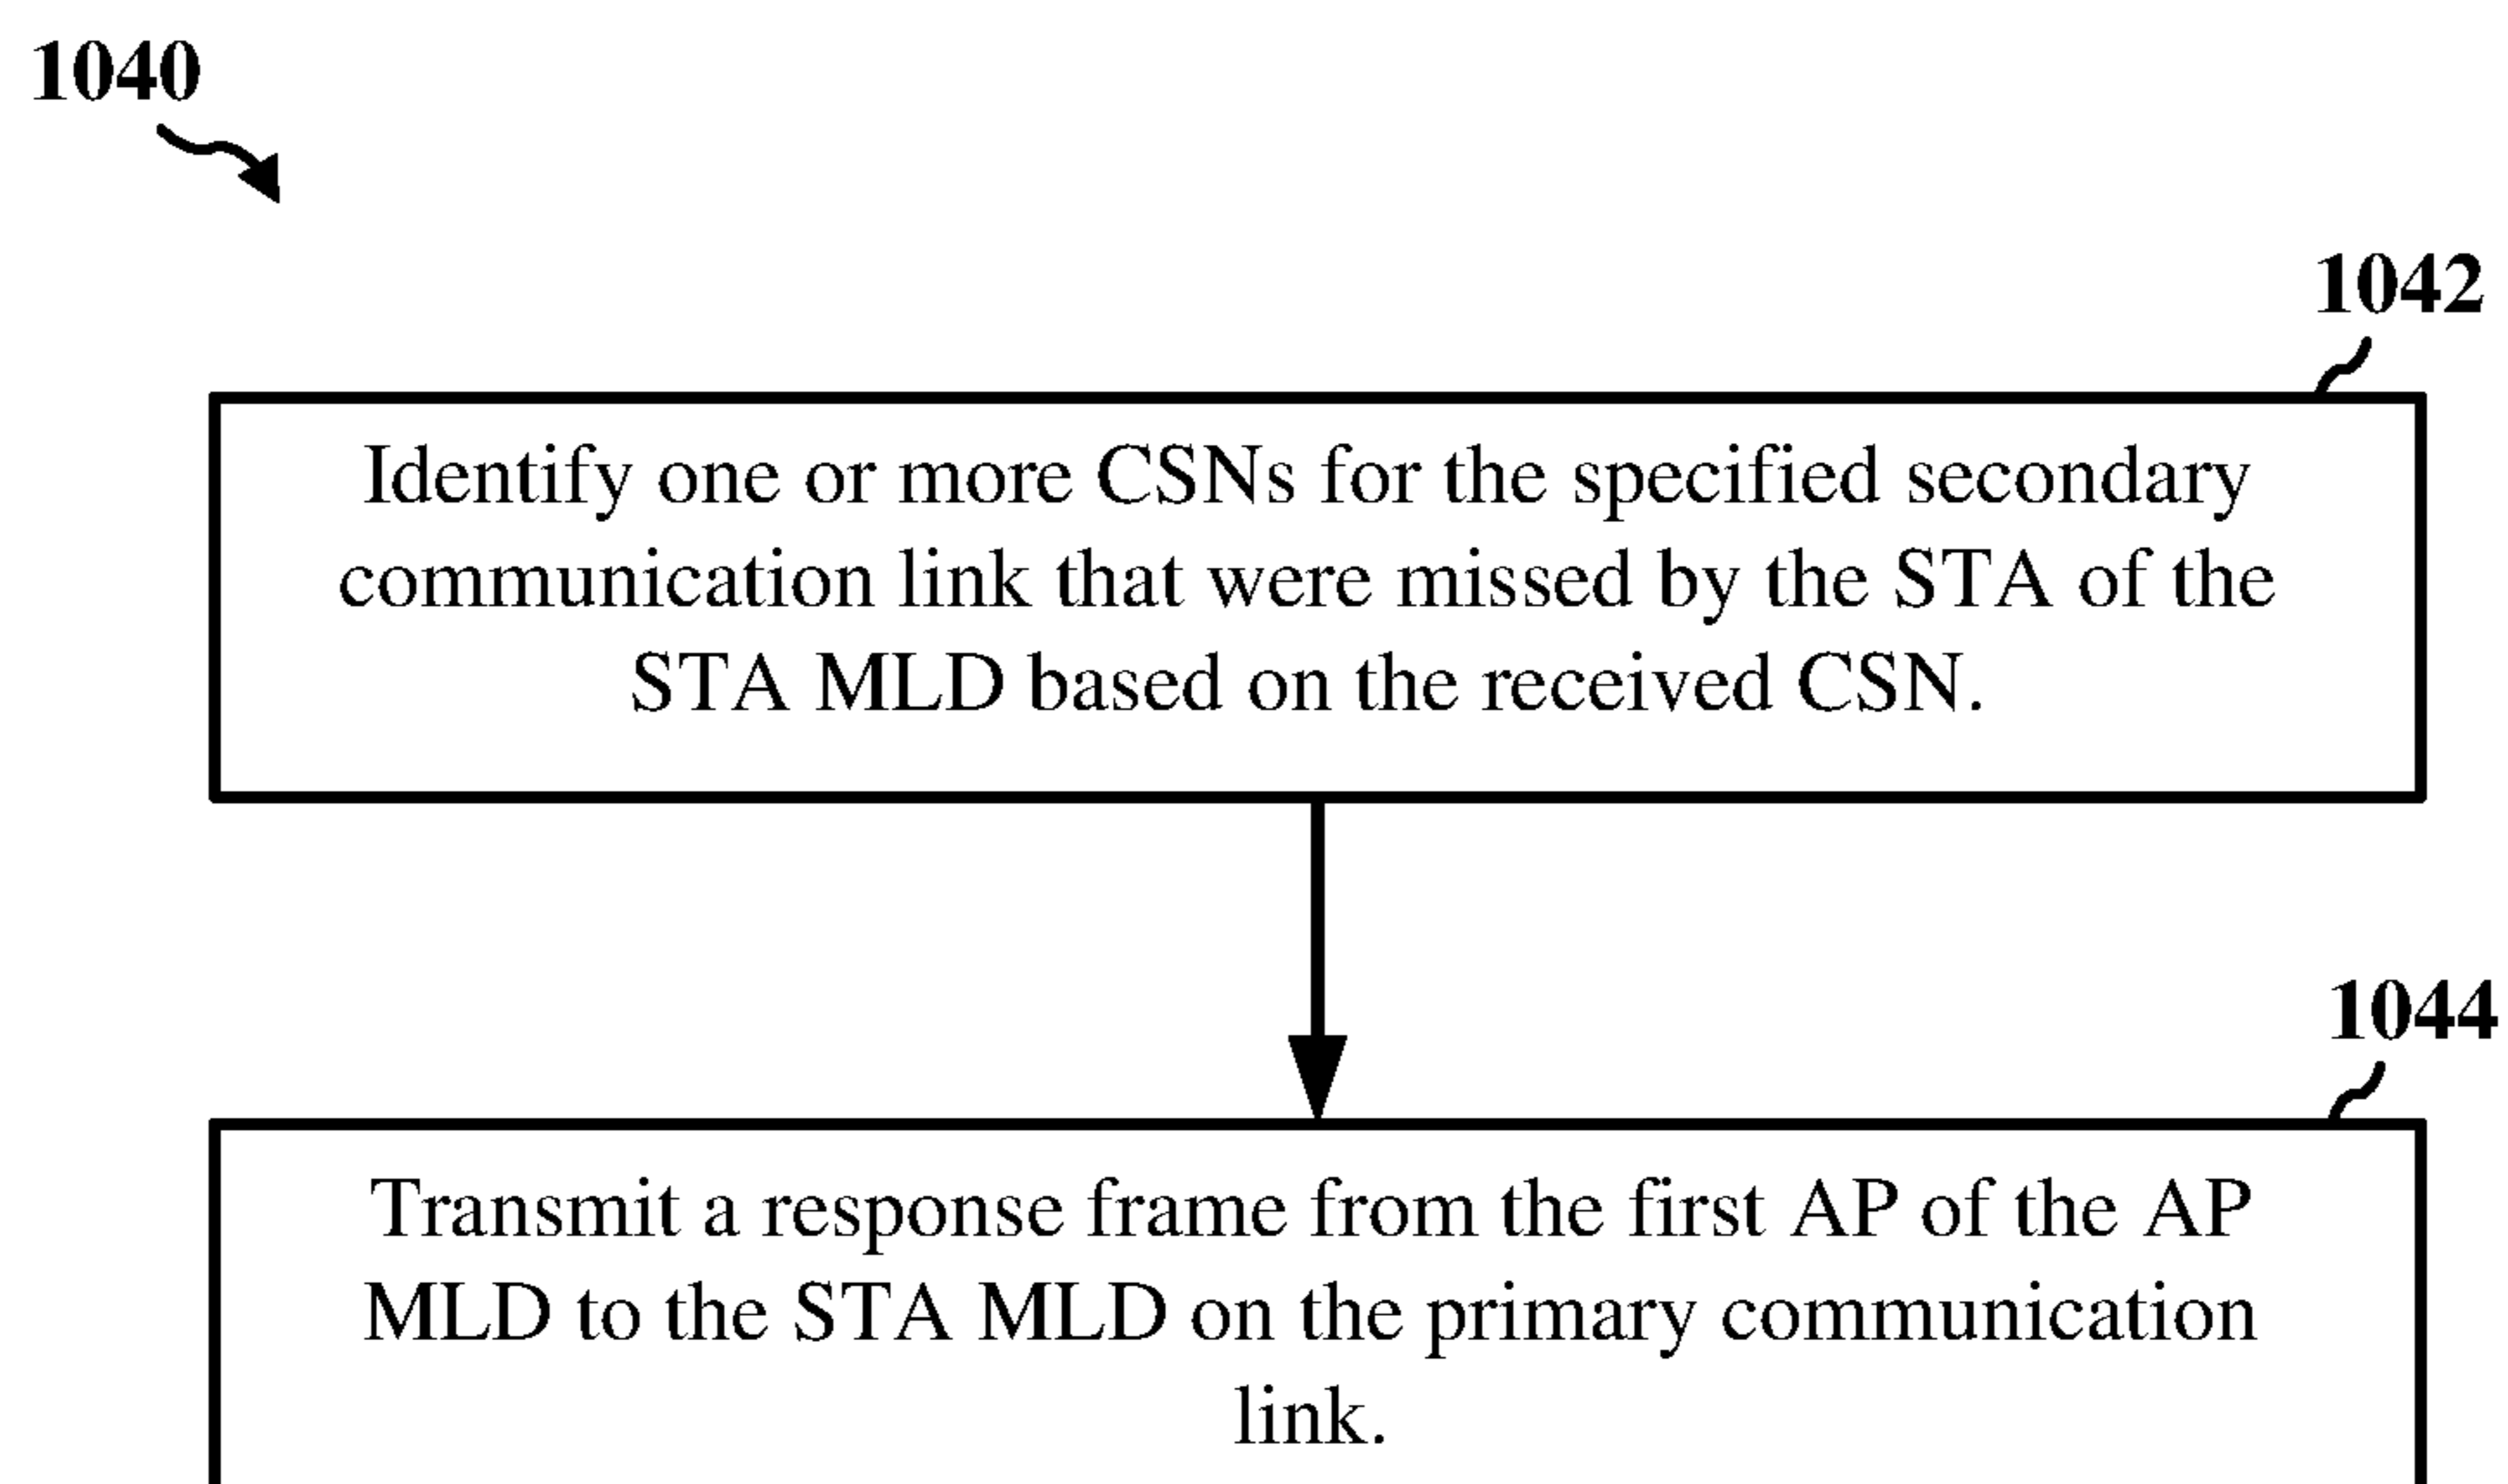 1040
1042
Identify one or more CSNs for the specified secondary
communication link that were missed by the STA of the
STA MLD based on the received CSN.
1044
Transmit a response frame from the first AP of the AP
MLD to the STA MLD on the primary communication
link.